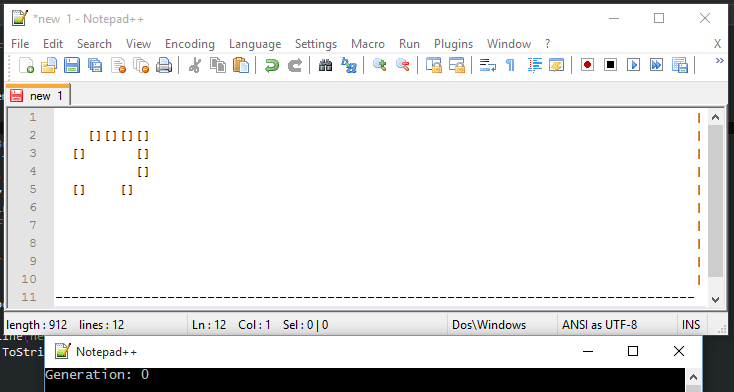 *new 1 - Notepad++
File Edit Search View Encoding Language Settings Macro Run Plugins Window ? X
new 1
1 |
2 [][][][] |
3 [] [] |
4 [] |
5 [] [] |
6 |
7 |
8 |
9 |
10 |
11 --------------------------------------------------------------------------------
length : 912 lines : 12 Ln : 12 Col : 1 Sel : 0 | 0 Dos\Windows ANSI as UTF-8 INS
ToStri
Notepad++
Generation: 0